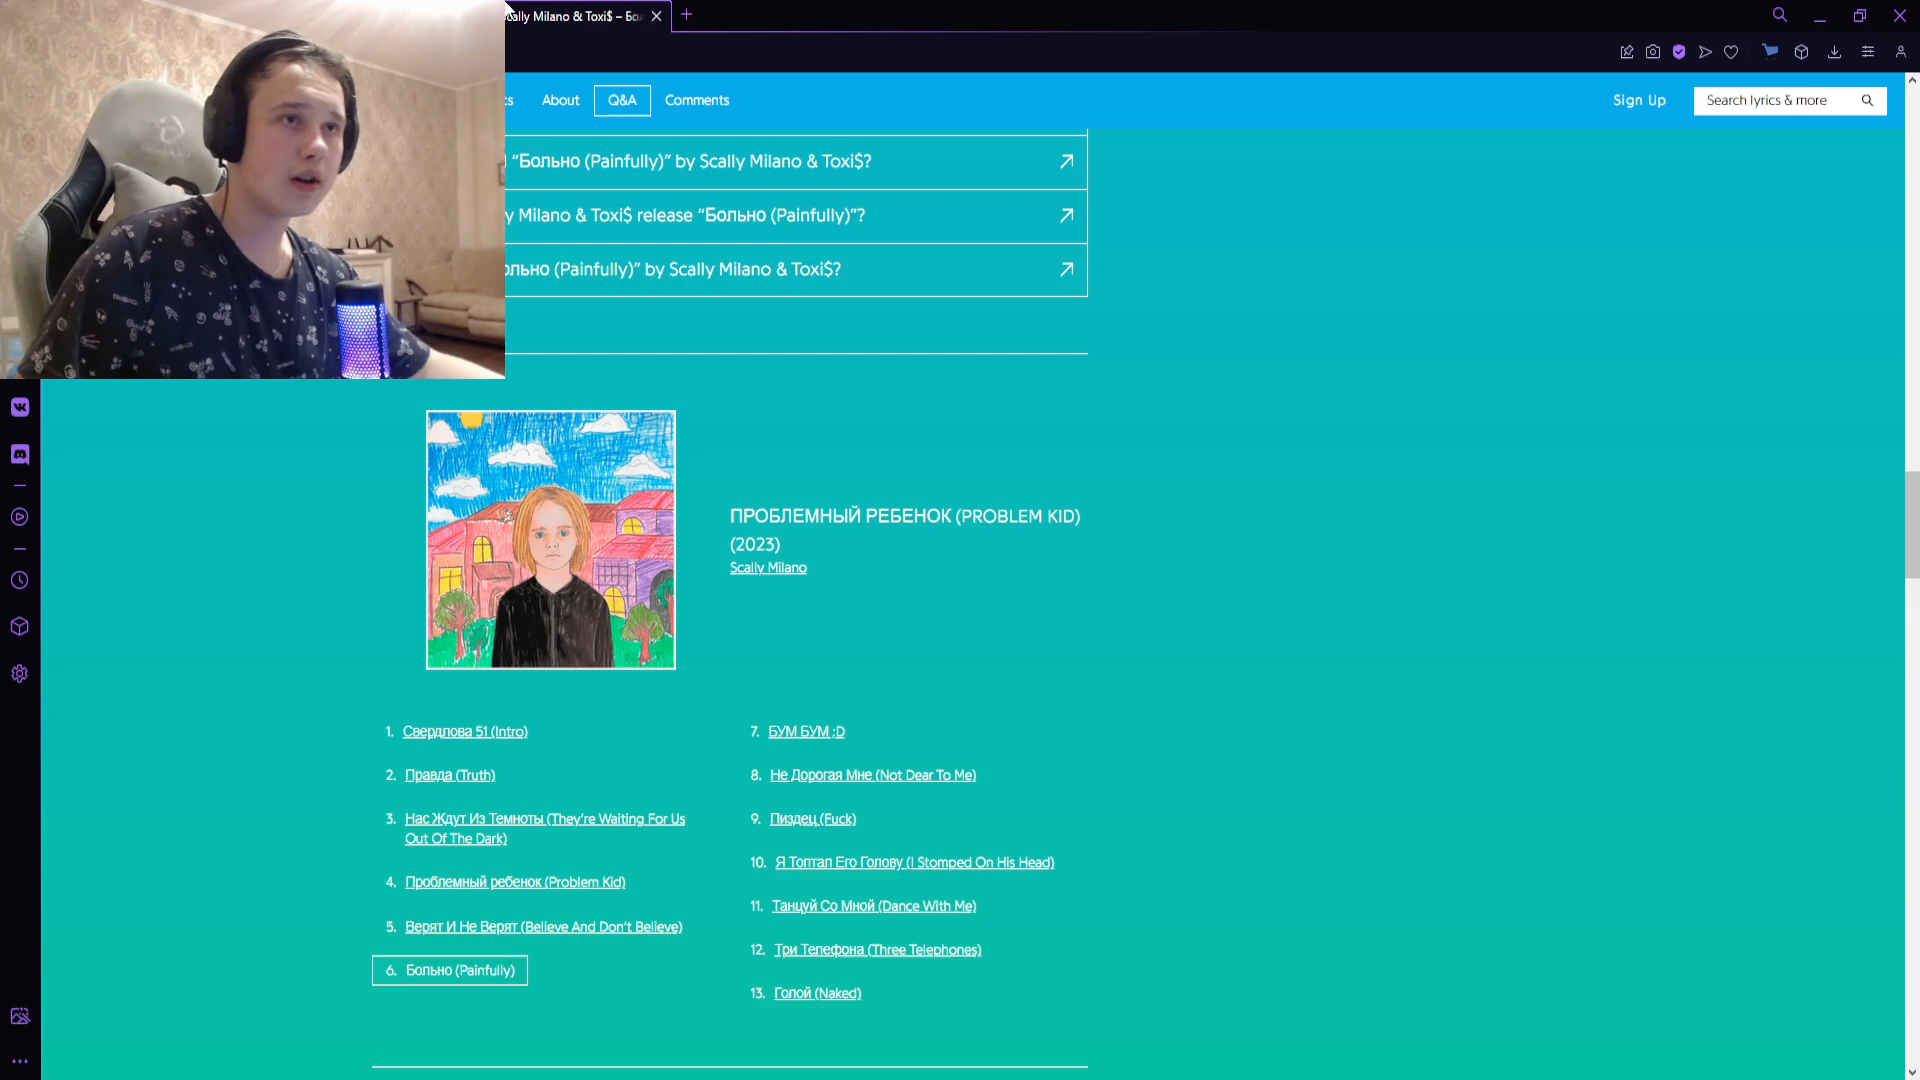 cally Milano & Toxi$ – Бол
About
Q&A
Comments
Sign Up
Search lyrics & more
“Больно (Painfully)” by Scally Milano & Toxi$?
y Milano & Toxi$ release “Больно (Painfully)”?
ольно (Painfully)” by Scally Milano & Toxi$?
ПРОБЛЕМНЫЙ РЕБЕНОК (PROBLEM KID)
(2023)
Scally Milano
1. Свердлова 51 (Intro)
2. Правда (Truth)
3. Нас Ждут Из Темноты (They’re Waiting For Us
Out Of The Dark)
4. Проблемный ребенок (Problem Kid)
5. Верят И Не Верят (Believe And Don’t Believe)
6. Больно (Painfully)
7. БУМ БУМ ;D
8. Не Дорогая Мне (Not Dear To Me)
9. Пиздец (Fuck)
10. Я Топтал Его Голову (I Stomped On His Head)
11. Танцуй Со Мной (Dance With Me)
12. Три Телефона (Three Telephones)
13. Голой (Naked)